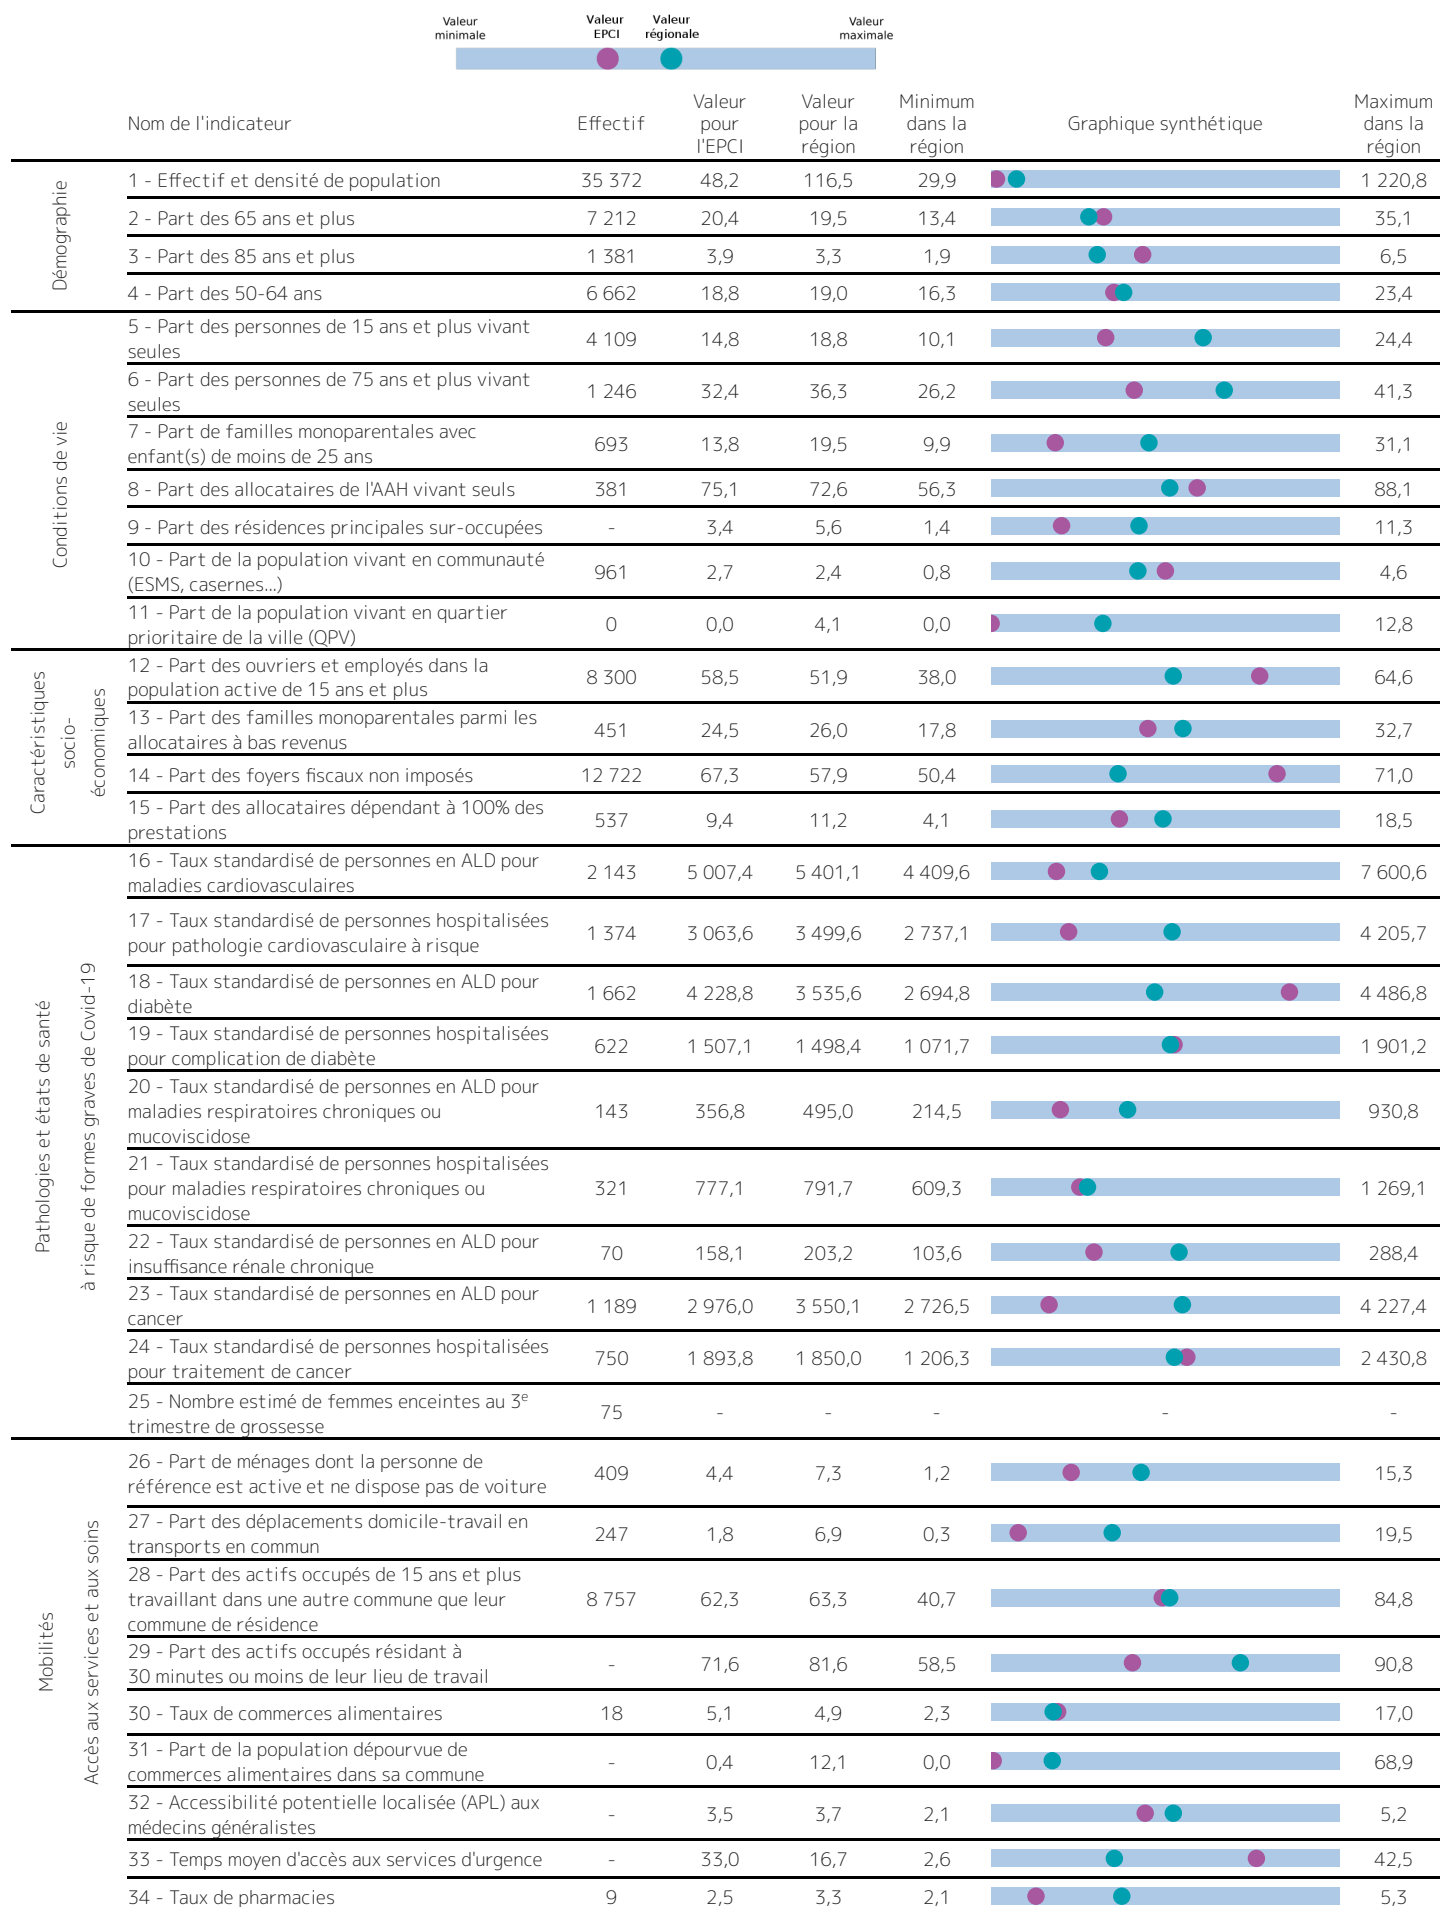 Valeur
minimale
Valeur
EPCI
Valeur
régionale
Valeur
maximale
Nom de l'indicateur
Effectif
Valeur
pour
l'EPCI
Valeur
pour la
région
Minimum
dans la
région
Graphique synthétique
Maximum
dans la
région
Démographie
1 - Effectif et densité de population 35 372 48,2 116,5 29,9 1 220,8
2 - Part des 65 ans et plus 7 212 20,4 19,5 13,4 35,1
3 - Part des 85 ans et plus 1 381 3,9 3,3 1,9 6,5
4 - Part des 50-64 ans 6 662 18,8 19,0 16,3 23,4
Conditions de vie
5 - Part des personnes de 15 ans et plus vivant
seules 4 109 14,8 18,8 10,1 24,4
6 - Part des personnes de 75 ans et plus vivant
seules 1 246 32,4 36,3 26,2 41,3
7 - Part de familles monoparentales avec
enfant(s) de moins de 25 ans 693 13,8 19,5 9,9 31,1
8 - Part des allocataires de l'AAH vivant seuls 381 75,1 72,6 56,3 88,1
9 - Part des résidences principales sur-occupées - 3,4 5,6 1,4 11,3
10 - Part de la population vivant en communauté
(ESMS, casernes...) 961 2,7 2,4 0,8 4,6
11 - Part de la population vivant en quartier
prioritaire de la ville (QPV) 0 0,0 4,1 0,0 12,8
Caractéristiques
socio-
économiques
12 - Part des ouvriers et employés dans la
population active de 15 ans et plus 8 300 58,5 51,9 38,0 64,6
13 - Part des familles monoparentales parmi les
allocataires à bas revenus 451 24,5 26,0 17,8 32,7
14 - Part des foyers fiscaux non imposés 12 722 67,3 57,9 50,4 71,0
15 - Part des allocataires dépendant à 100% des
prestations 537 9,4 11,2 4,1 18,5
Pathologies et états de santé
à risque de formes graves de Covid-19
16 - Taux standardisé de personnes en ALD pour
maladies cardiovasculaires 2 143 5 007,4 5 401,1 4 409,6 7 600,6
17 - Taux standardisé de personnes hospitalisées
pour pathologie cardiovasculaire à risque 1 374 3 063,6 3 499,6 2 737,1 4 205,7
18 - Taux standardisé de personnes en ALD pour
diabète 1 662 4 228,8 3 535,6 2 694,8 4 486,8
19 - Taux standardisé de personnes hospitalisées
pour complication de diabète 622 1 507,1 1 498,4 1 071,7 1 901,2
20 - Taux standardisé de personnes en ALD pour
maladies respiratoires chroniques ou 143 356,8 495,0 214,5 930,8
mucoviscidose
21 - Taux standardisé de personnes hospitalisées
pour maladies respiratoires chroniques ou 321 777,1 791,7 609,3 1 269,1
mucoviscidose
22 - Taux standardisé de personnes en ALD pour
insuffisance rénale chronique 70 158,1 203,2 103,6 288,4
23 - Taux standardisé de personnes en ALD pour
cancer 1 189 2 976,0 3 550,1 2 726,5 4 227,4
24 - Taux standardisé de personnes hospitalisées
pour traitement de cancer 750 1 893,8 1 850,0 1 206,3 2 430,8
25 - Nombre estimé de femmes enceintes au 3e
trimestre de grossesse 75 - - - - -
Mobilités
Accès aux services et aux soins
26 - Part de ménages dont la personne de
référence est active et ne dispose pas de voiture 409 4,4 7,3 1,2 15,3
27 - Part des déplacements domicile-travail en
transports en commun 247 1,8 6,9 0,3 19,5
28 - Part des actifs occupés de 15 ans et plus
travaillant dans une autre commune que leur 8 757 62,3 63,3 40,7 84,8
commune de résidence
29 - Part des actifs occupés résidant à
30 minutes ou moins de leur lieu de travail - 71,6 81,6 58,5 90,8
30 - Taux de commerces alimentaires 18 5,1 4,9 2,3 17,0
31 - Part de la population dépourvue de
commerces alimentaires dans sa commune - 0,4 12,1 0,0 68,9
32 - Accessibilité potentielle localisée (APL) aux
médecins généralistes - 3,5 3,7 2,1 5,2
33 - Temps moyen d'accès aux services d'urgence - 33,0 16,7 2,6 42,5
34 - Taux de pharmacies 9 2,5 3,3 2,1 5,3